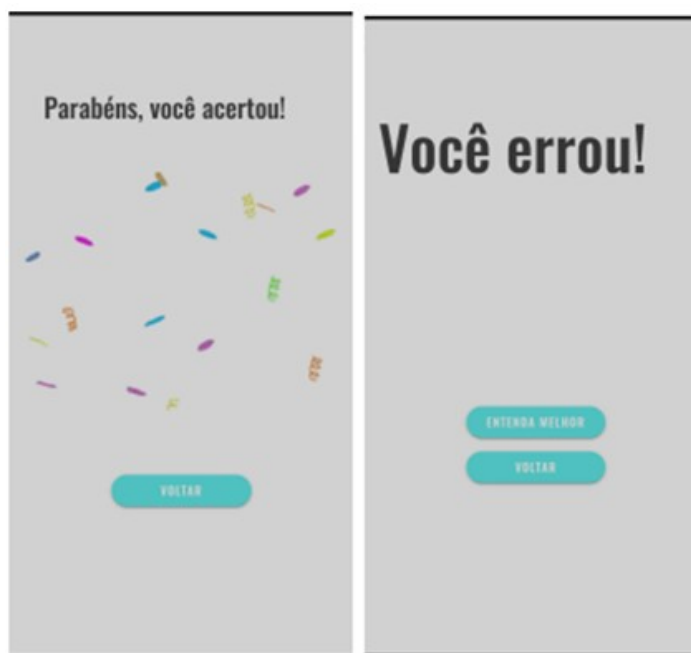 Parabéns, você acertou!
VOLTAR
Você errou!
ENTENDA MELHOR
VOLTAR